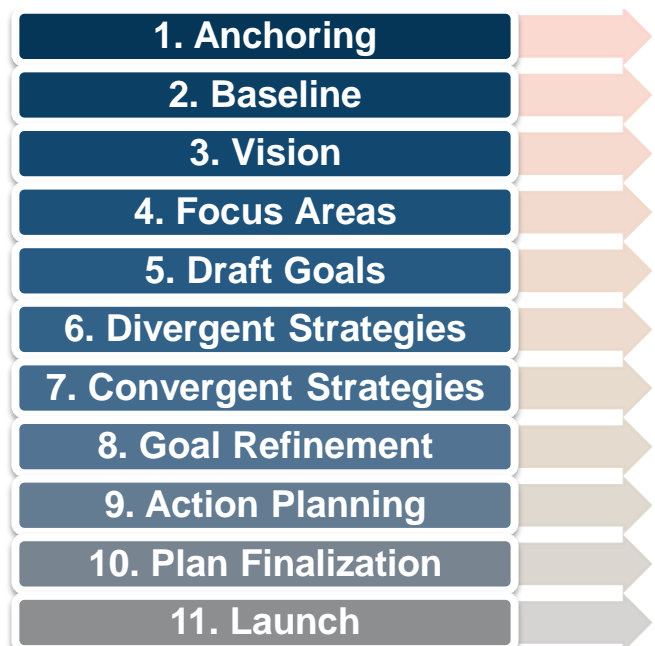 1. Anchoring
2. Baseline
3. Vision
4. Focus Areas
5. Draft Goals
6. Divergent Strategies
7. Convergent Strategies
8. Goal Refinement
9. Action Planning
10. Plan Finalization
11. Launch